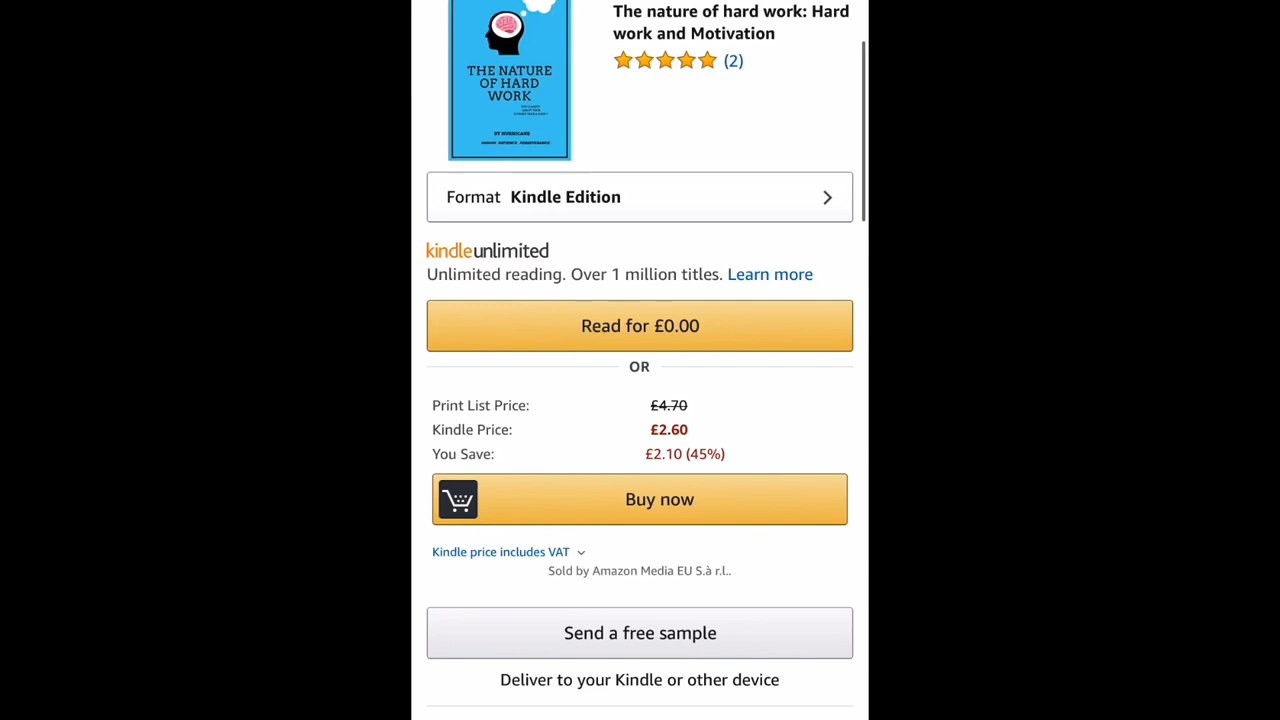 The nature of hard work: Hard
work and Motivation
(2)
THE NATURE
OF HARD
WORK
BY HURRICANE
Format Kindle Edition
kindleunlimited
Unlimited reading. Over 1 million titles. Learn more
Read for £0.00
OR
Print List Price: £4.70
Kindle Price: £2.60
You Save: £2.10 (45%)
Buy now
Kindle price includes VAT
Sold by Amazon Media EU S.à r.l..
Send a free sample
Deliver to your Kindle or other device